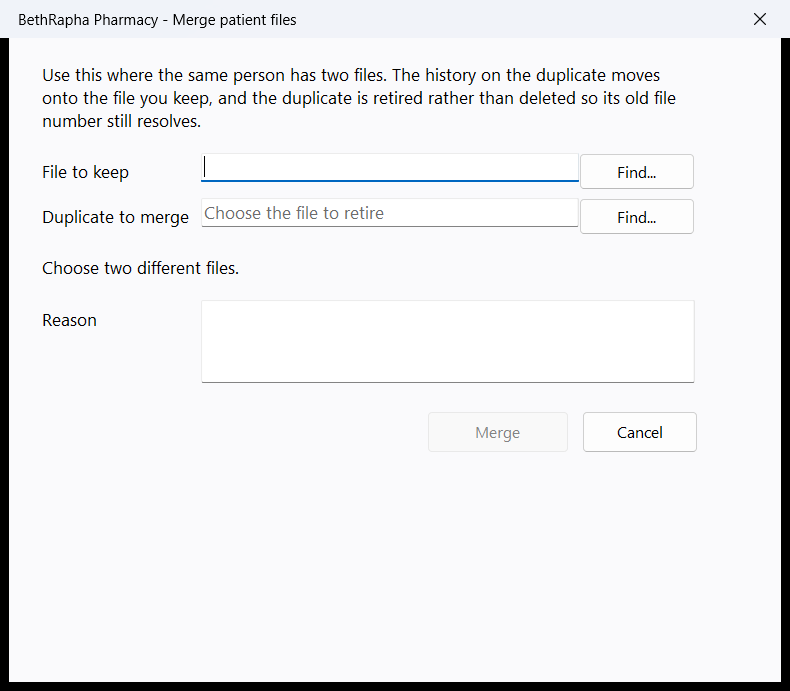 BethRapha Pharmacy - Merge patient files
Use this where the same person has two files. The history on the duplicate moves
onto the file you keep, and the duplicate is retired rather than deleted so its old file
number still resolves.
File to keep
Find...
Duplicate to merge
Choose the file to retire
Find...
Choose two different files.
Reason
Merge
Cancel